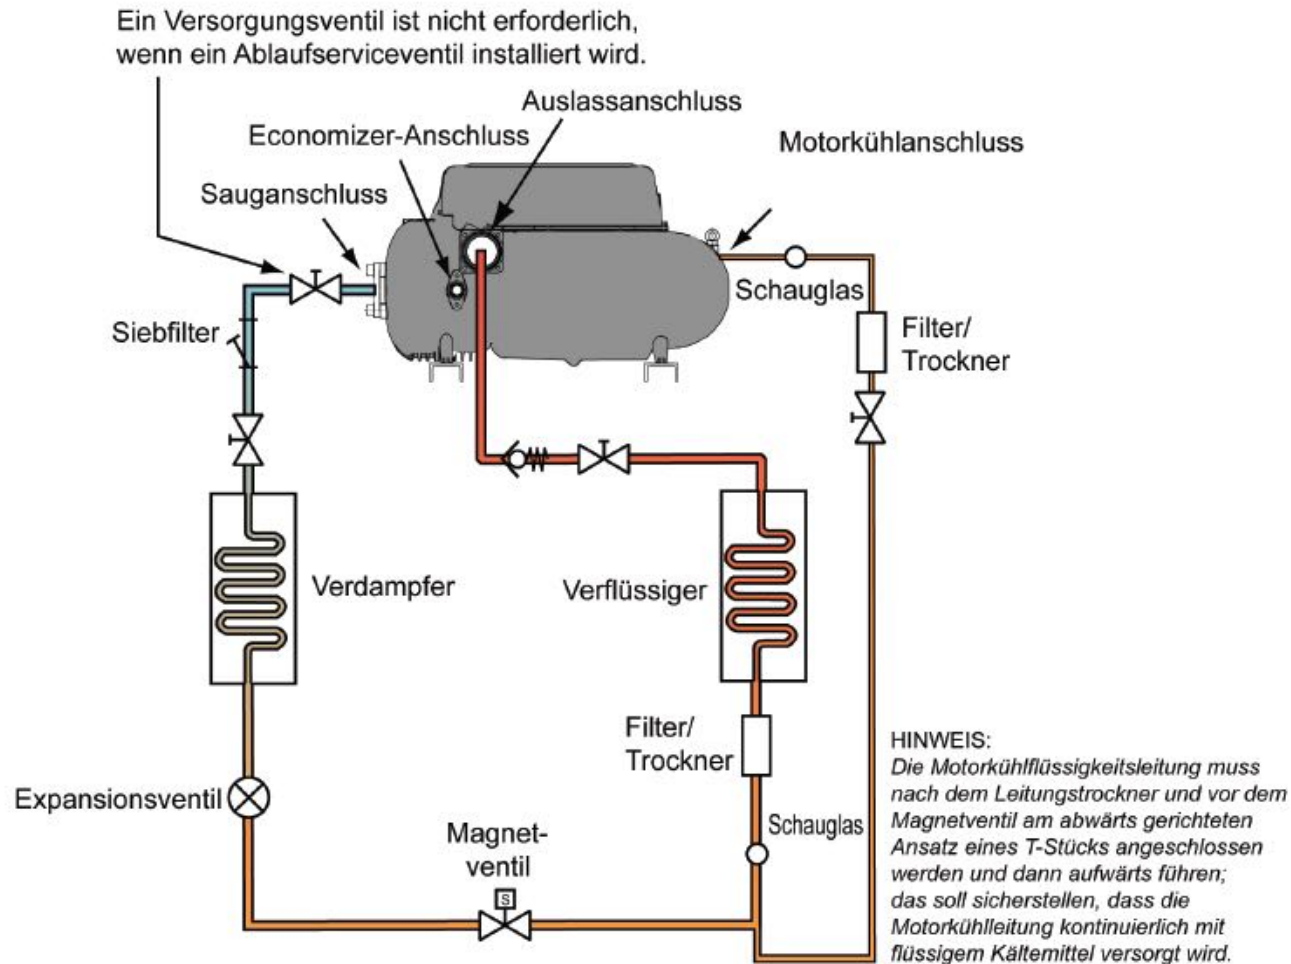 Ein Versorgungsventil ist nicht erforderlich,
wenn ein Ablaufserviceventil installiert wird.
Auslassanschluss
Economizer-Anschluss
Motorkühlanschluss
Sauganschluss
Schauglas
Siebfilter
Filter/
Trockner
Verdampfer
Verflüssiger
Filter/
Trockner
Expansionsventil
Magnet-
ventil
S
Schauglas
HINWEIS:
Die Motorkühlflüssigkeitsleitung muss
nach dem Leitungstrockner und vor dem
Magnetventil am abwärts gerichteten
Ansatz eines T-Stücks angeschlossen
werden und dann aufwärts führen;
das soll sicherstellen, dass die
Motorkühlleitung kontinuierlich mit
flüssigem Kältemittel versorgt wird.